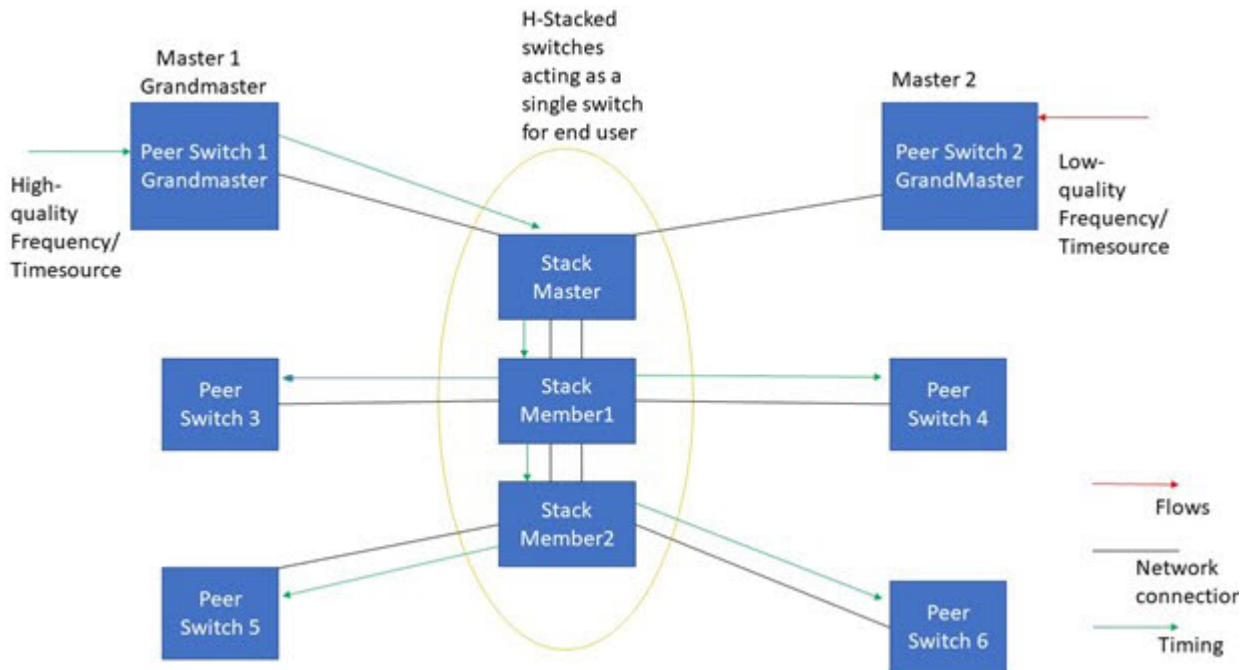 H-Stacked
switches
acting as a
single switch
for end user
Master 1
Grandmaster
Master 2
Peer Switch 1
Grandmaster
Peer Switch 2
GrandMaster
High-
quality
Frequency/
Timesource
Low-
quality
Frequency/
Timesource
Stack
Master
Peer
Switch 3
Stack
Member1
Peer
Switch 4
Stack
Member2
Peer
Switch 5
Peer
Switch 6
Flows
Network
connection
Timing